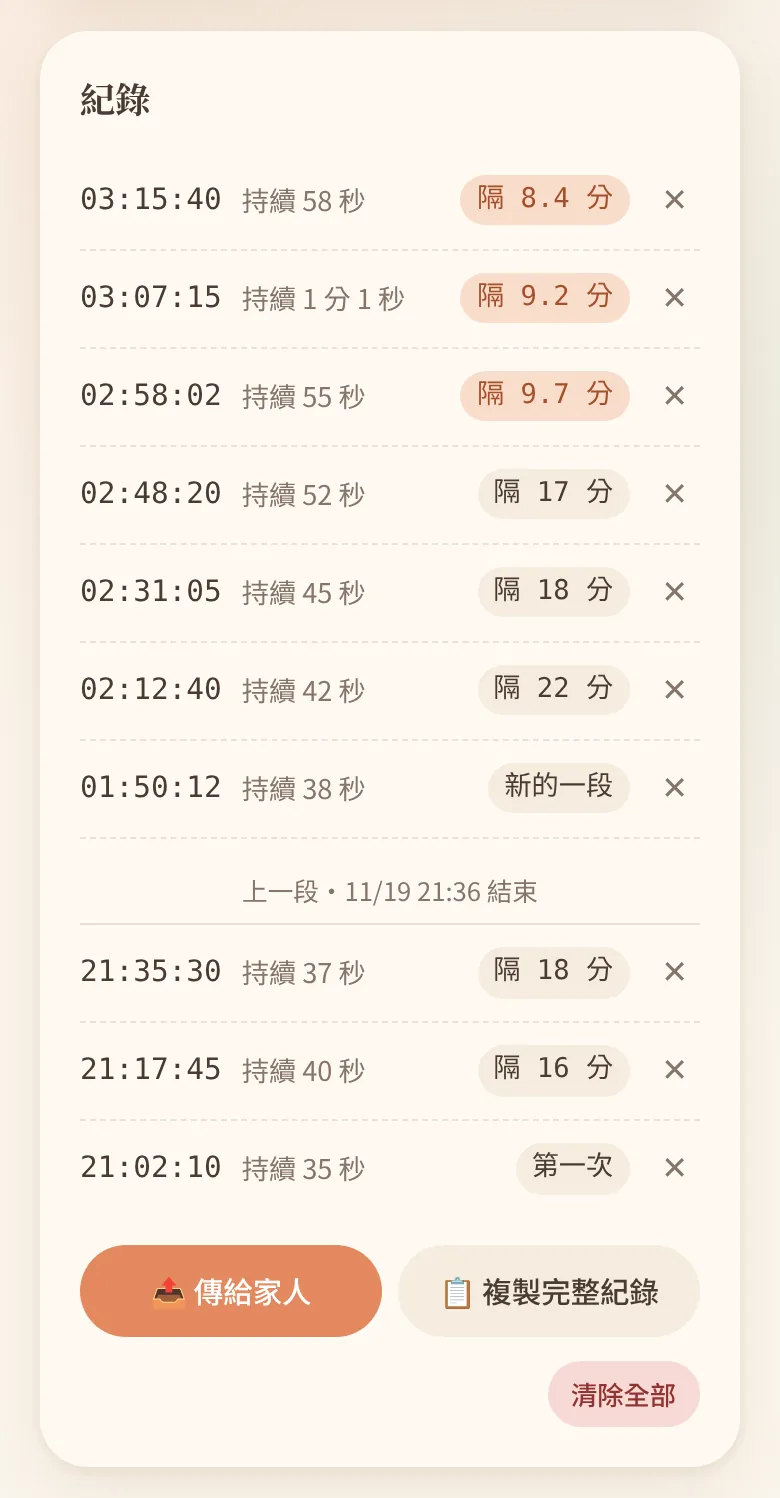 紀錄
03:15:40 持續 58 秒 隔 8.4 分 ✕
03:07:15 持續 1 分 1 秒 隔 9.2 分 ✕
02:58:02 持續 55 秒 隔 9.7 分 ✕
02:48:20 持續 52 秒 隔 17 分 ✕
02:31:05 持續 45 秒 隔 18 分 ✕
02:12:40 持續 42 秒 隔 22 分 ✕
01:50:12 持續 38 秒 新的一段 ✕
上一段・11/19 21:36 結束
21:35:30 持續 37 秒 隔 18 分 ✕
21:17:45 持續 40 秒 隔 16 分 ✕
21:02:10 持續 35 秒 第一次 ✕
📤 傳給家人 📋 複製完整紀錄
清除全部